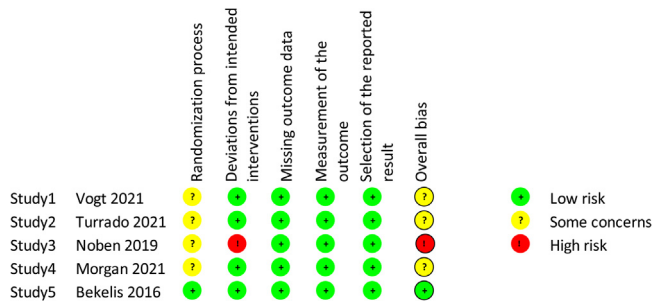 Randomization process
Deviations from intended
interventions
Missing outcome data
Measurement of the
outcome
Selection of the reported
result
Overall bias
Study1 Vogt 2021 ? + + + + ? + Low risk
Study2 Turrado 2021 ? + + + + ? ? Some concerns
Study3 Noben 2019 ? ! + + + ! ! High risk
Study4 Morgan 2021 ? + + + + ?
Study5 Bekelis 2016 + + + + + +